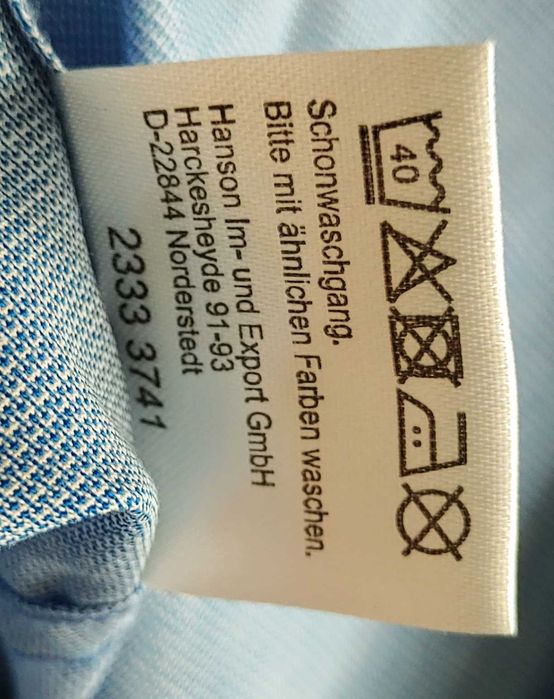 40
Schonwaschgang.
Bitte mit ähnlichen Farben waschen.
Hanson Im- und Export GmbH
Harckesheyde 91-93
D-22844 Norderstedt
2333 3741